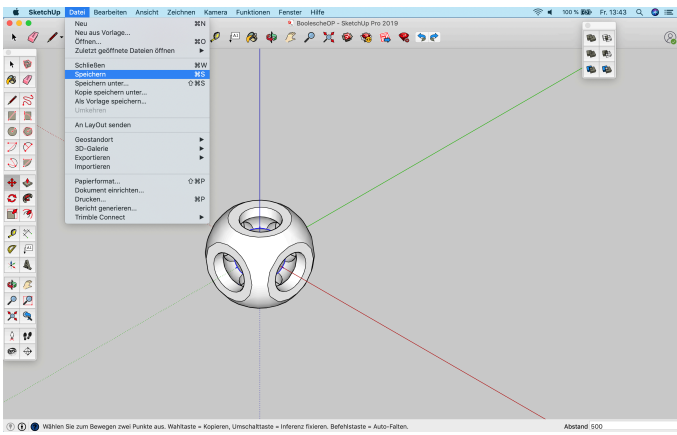 SketchUp Datei Bearbeiten Ansicht Zeichnen Kamera Funktionen Fenster Hilfe 100 % Fr. 13:43
BoolescheOP - SketchUp Pro 2019
Neu ⌘N
Neu aus Vorlage...
Öffnen... ⌘O
Zuletzt geöffnete Dateien öffnen
Schließen ⌘W
Speichern ⌘S
Speichern unter... ⇧⌘S
Kopie speichern unter...
Als Vorlage speichern...
Umkehren
An LayOut senden
Geostandort
3D-Galerie
Exportieren
Importieren
Papierformat... ⇧⌘P
Dokument einrichten...
Drucken... ⌘P
Bericht generieren...
Trimble Connect
Wählen Sie zum Bewegen zwei Punkte aus. Wahltaste = Kopieren, Umschalttaste = Inferenz fixieren. Befehlstaste = Auto-Falten. Abstand 500